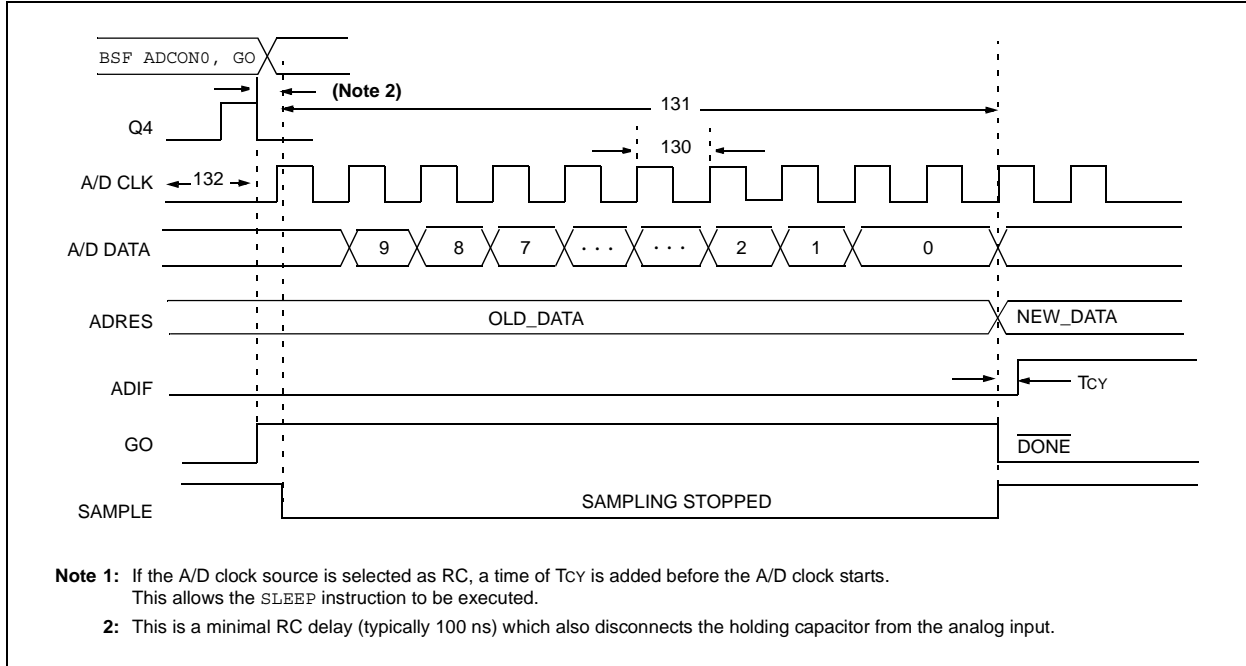 BSF ADCON0, GO
(Note 2)
131
Q4
130
A/D CLK
132
A/D DATA
9 8 7 · · · · · · 2 1 0
ADRES
OLD_DATA
NEW_DATA
ADIF
TCY
GO
DONE
SAMPLE
SAMPLING STOPPED
Note 1: If the A/D clock source is selected as RC, a time of TCY is added before the A/D clock starts.
This allows the SLEEP instruction to be executed.
2: This is a minimal RC delay (typically 100 ns) which also disconnects the holding capacitor from the analog input.